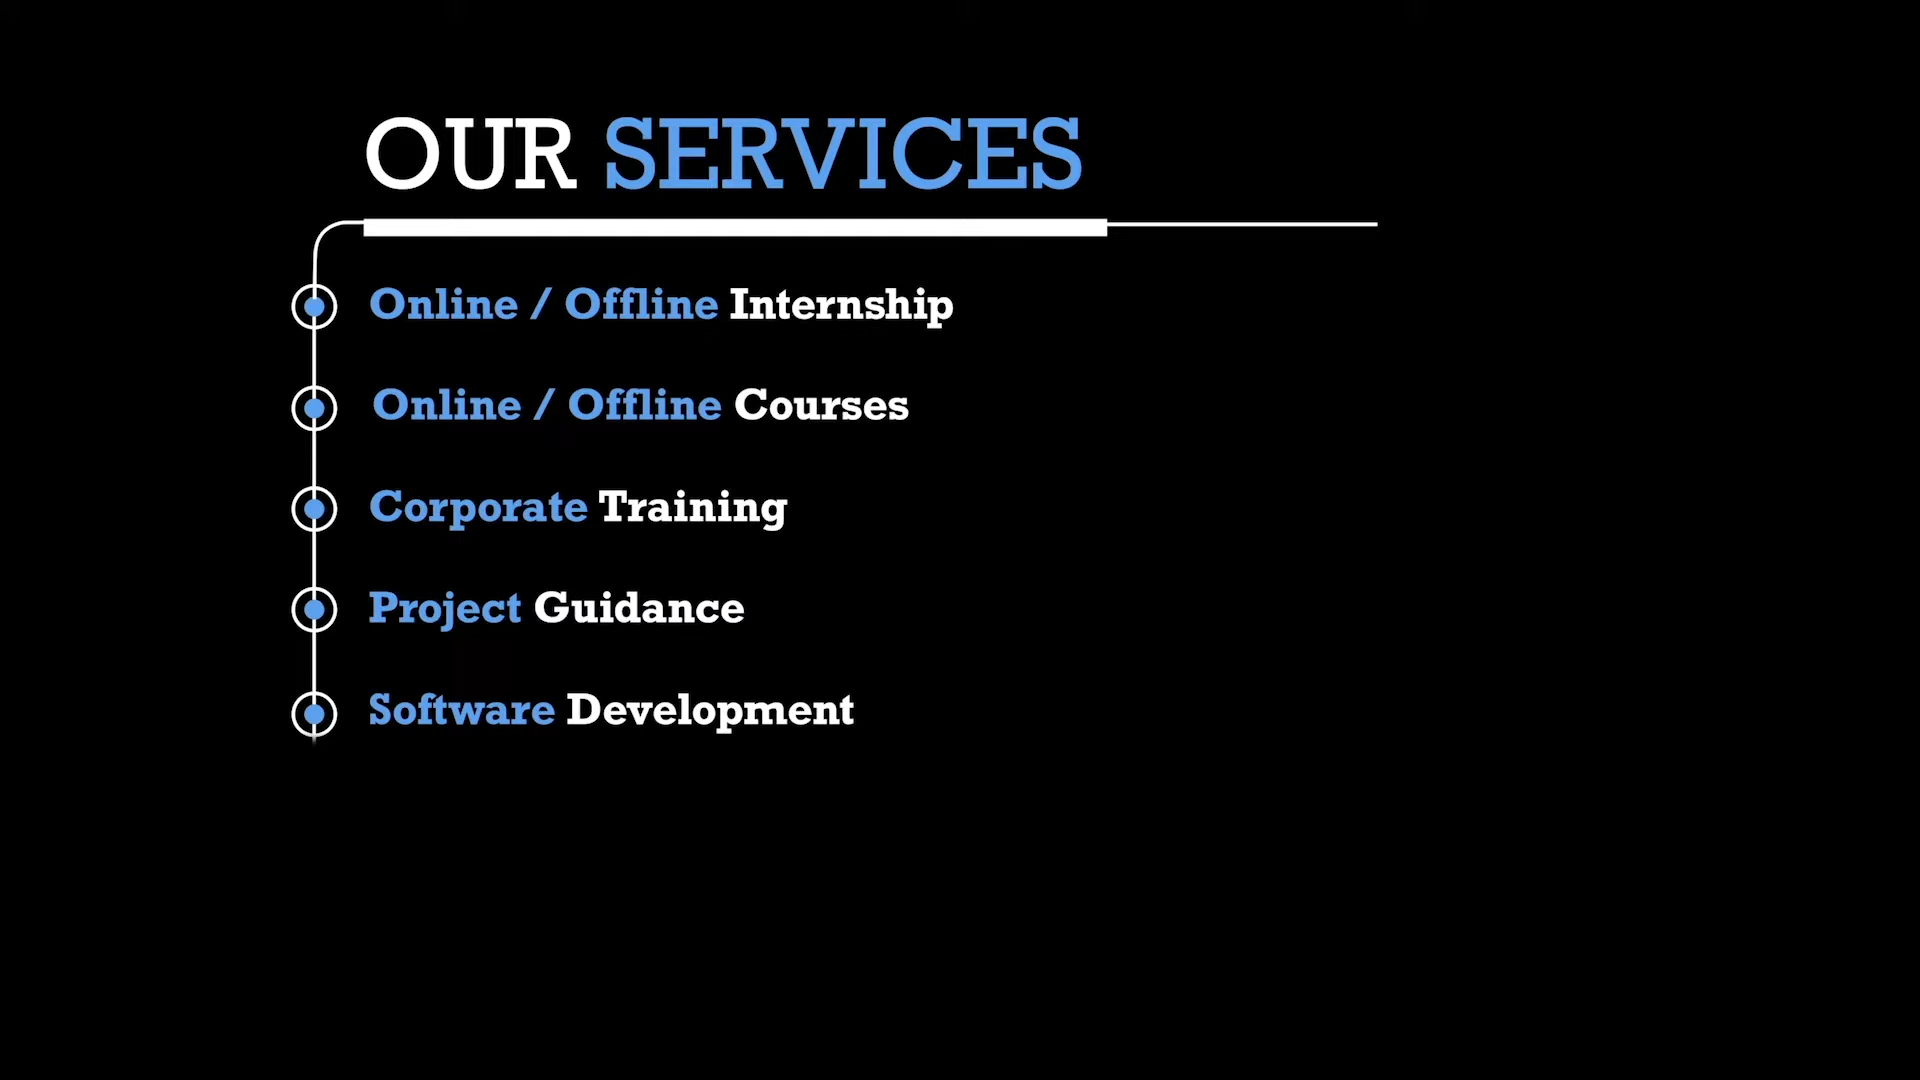 OUR SERVICES
Online / Offline Internship
Online / Offline Courses
Corporate Training
Project Guidance
Software Development